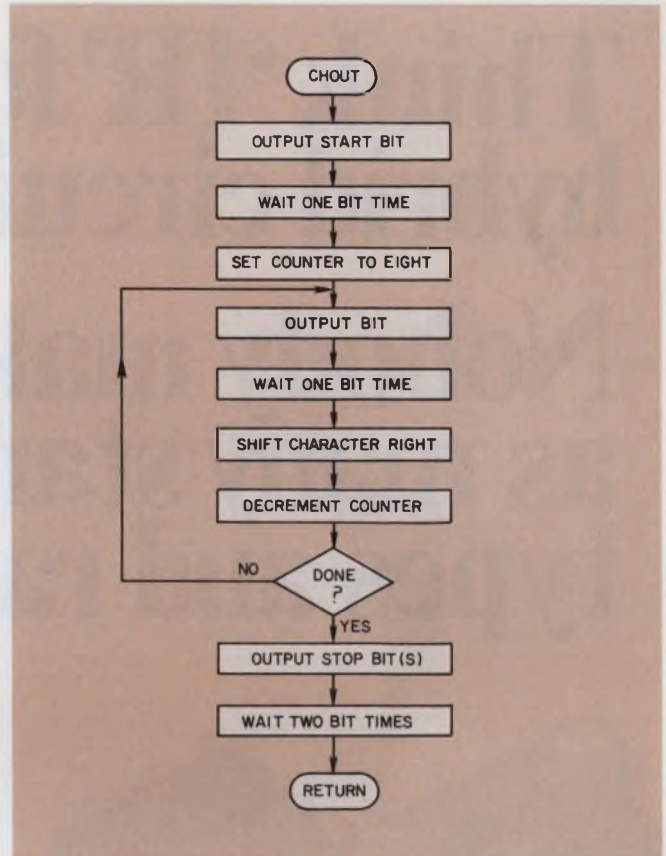 CHOUT
OUTPUT START BIT
WAIT ONE BIT TIME
SET COUNTER TO EIGHT
OUTPUT BIT
WAIT ONE BIT TIME
SHIFT CHARACTER RIGHT
DECREMENT COUNTER
NO
DONE
?
YES
OUTPUT STOP BIT(S)
WAIT TWO BIT TIMES
RETURN